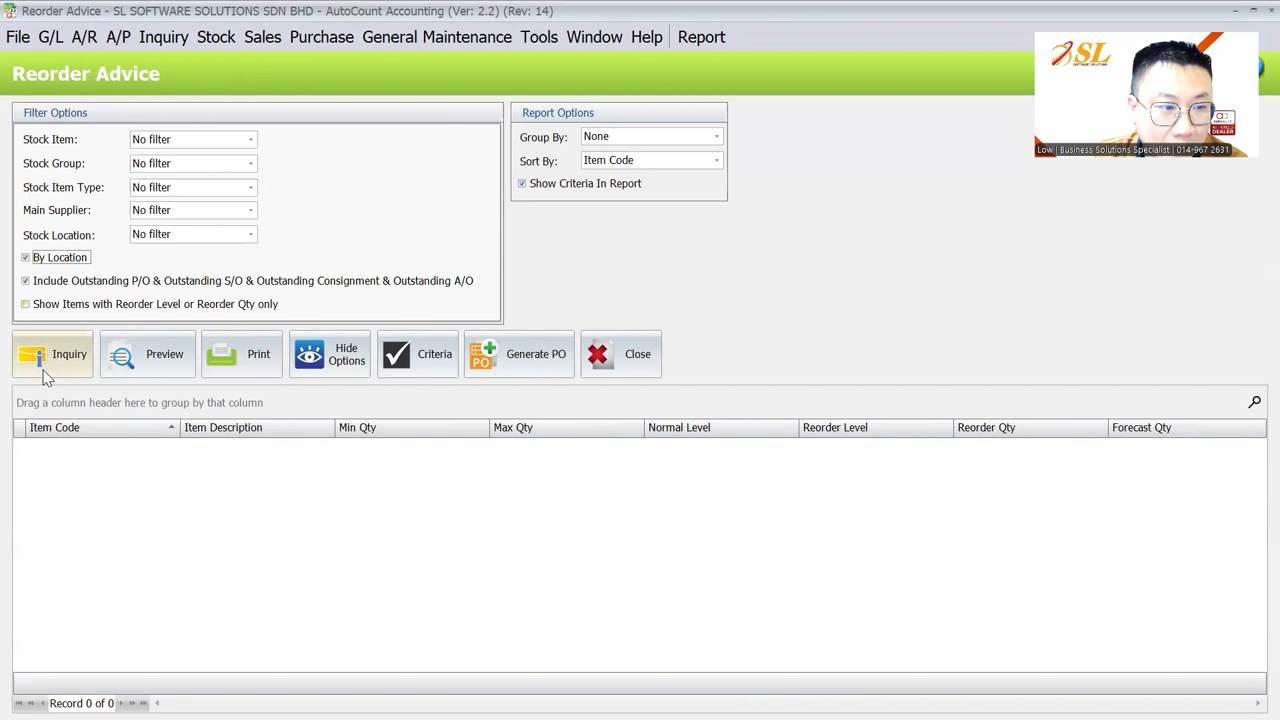 Reorder Advice - SL SOFTWARE SOLUTIONS SDN BHD - AutoCount Accounting (Ver: 2.2) (Rev: 14)
File G/L A/R A/P Inquiry Stock Sales Purchase General Maintenance Tools Window Help Report
Reorder Advice
SL
SOFTWARE SOLUTIONS
DEALER
Low | Business Solutions Specialist | 014-967 2631
Filter Options
Stock Item: No filter
Stock Group: No filter
Stock Item Type: No filter
Main Supplier: No filter
Stock Location: No filter
By Location
Include Outstanding P/O & Outstanding S/O & Outstanding Consignment & Outstanding A/O
Show Items with Reorder Level or Reorder Qty only
Report Options
Group By: None
Sort By: Item Code
Show Criteria In Report
Inquiry Preview Print Hide Options Criteria PO Generate PO Close
Drag a column header here to group by that column
Item Code Item Description Min Qty Max Qty Normal Level Reorder Level Reorder Qty Forecast Qty
Record 0 of 0